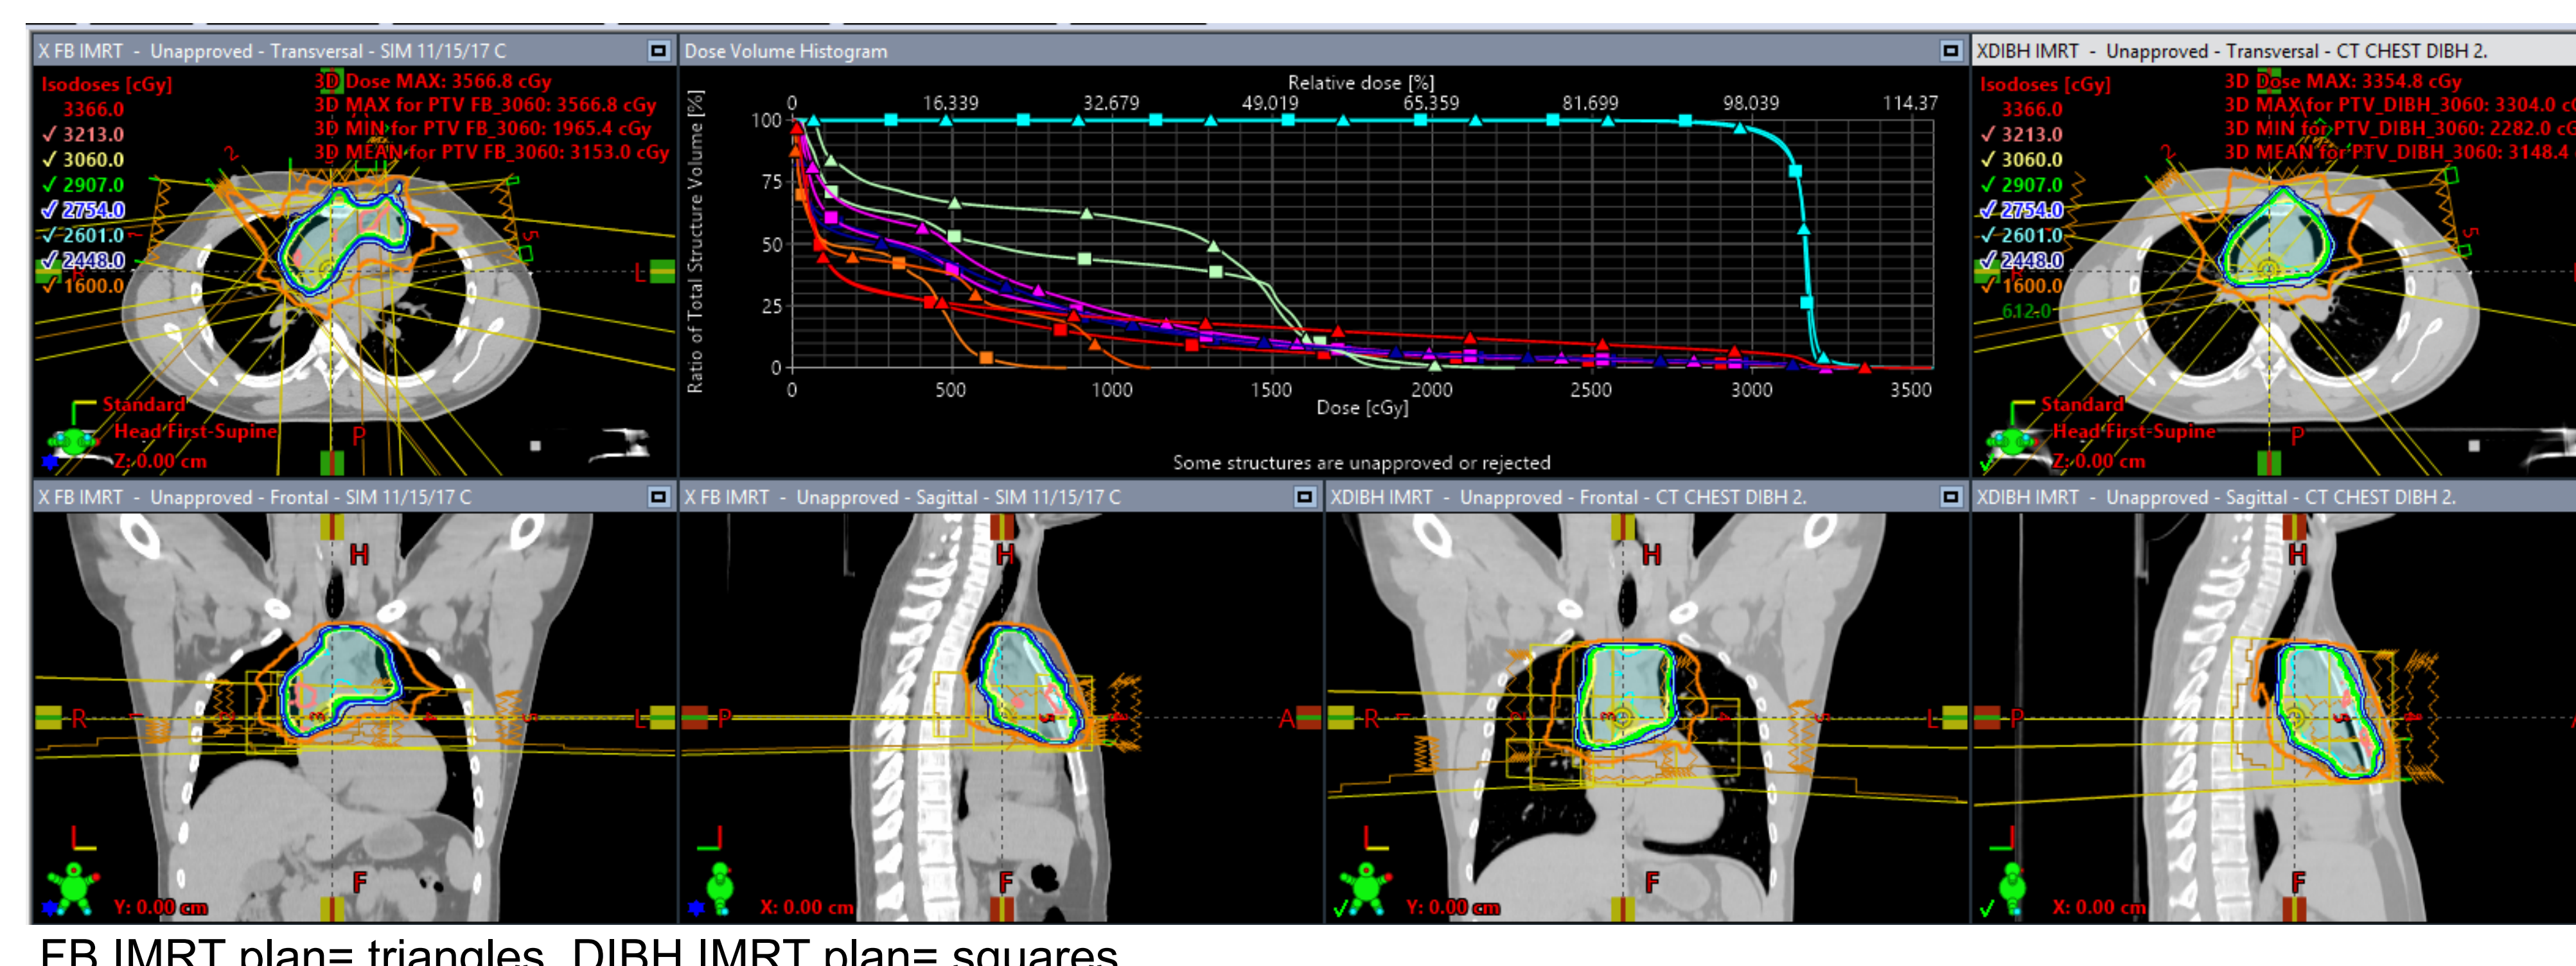 X FB IMRT - Unapproved - Transversal - SIM 11/15/17 C
Isodoses [cGy]
3366.0
✓ 3213.0
✓ 3060.0
✓ 2907.0
✓ 2754.0
✓ 2601.0
✓ 2448.0
✓ 1600.0
3D Dose MAX: 3566.8 cGy
3D MAX for PTV FB_3060: 3566.8 cGy
3D MIN for PTV FB_3060: 1965.4 cGy
3D MEAN for PTV FB_3060: 3153.0 cGy
2
5
R
L
P
Standard
Head First-Supine
Z: 0.00 cm
Dose Volume Histogram
Relative dose [%]
0 16.339 32.679 49.019 65.359 81.699 98.039 114.37
Ratio of Total Structure Volume [%]
100
75
50
25
0
0 500 1000 1500 2000 2500 3000 3500
Dose [cGy]
Some structures are unapproved or rejected
XDIBH IMRT - Unapproved - Transversal - CT CHEST DIBH 2.
Isodoses [cGy]
3366.0
✓ 3213.0
✓ 3060.0
✓ 2907.0
✓ 2754.0
✓ 2601.0
✓ 2448.0
✓ 1600.0
612.0
3D Dose MAX: 3354.8 cGy
3D MAX for PTV_DIBH_3060: 3304.0 cG
3D MIN for PTV_DIBH_3060: 2282.0 cG
3D MEAN for PTV_DIBH_3060: 3148.4
2
5
R
P
Standard
Head First-Supine
Z: 0.00 cm
X FB IMRT - Unapproved - Frontal - SIM 11/15/17 C
H
R
L
F
Y: 0.00 cm
X FB IMRT - Unapproved - Sagittal - SIM 11/15/17 C
H
P
A
F
X: 0.00 cm
XDIBH IMRT - Unapproved - Frontal - CT CHEST DIBH 2.
H
R
L
F
Y: 0.00 cm
XDIBH IMRT - Unapproved - Sagittal - CT CHEST DIBH 2.
H
P
F
X: 0.00 cm
FB IMRT plan= triangles, DIBH IMRT plan= squares